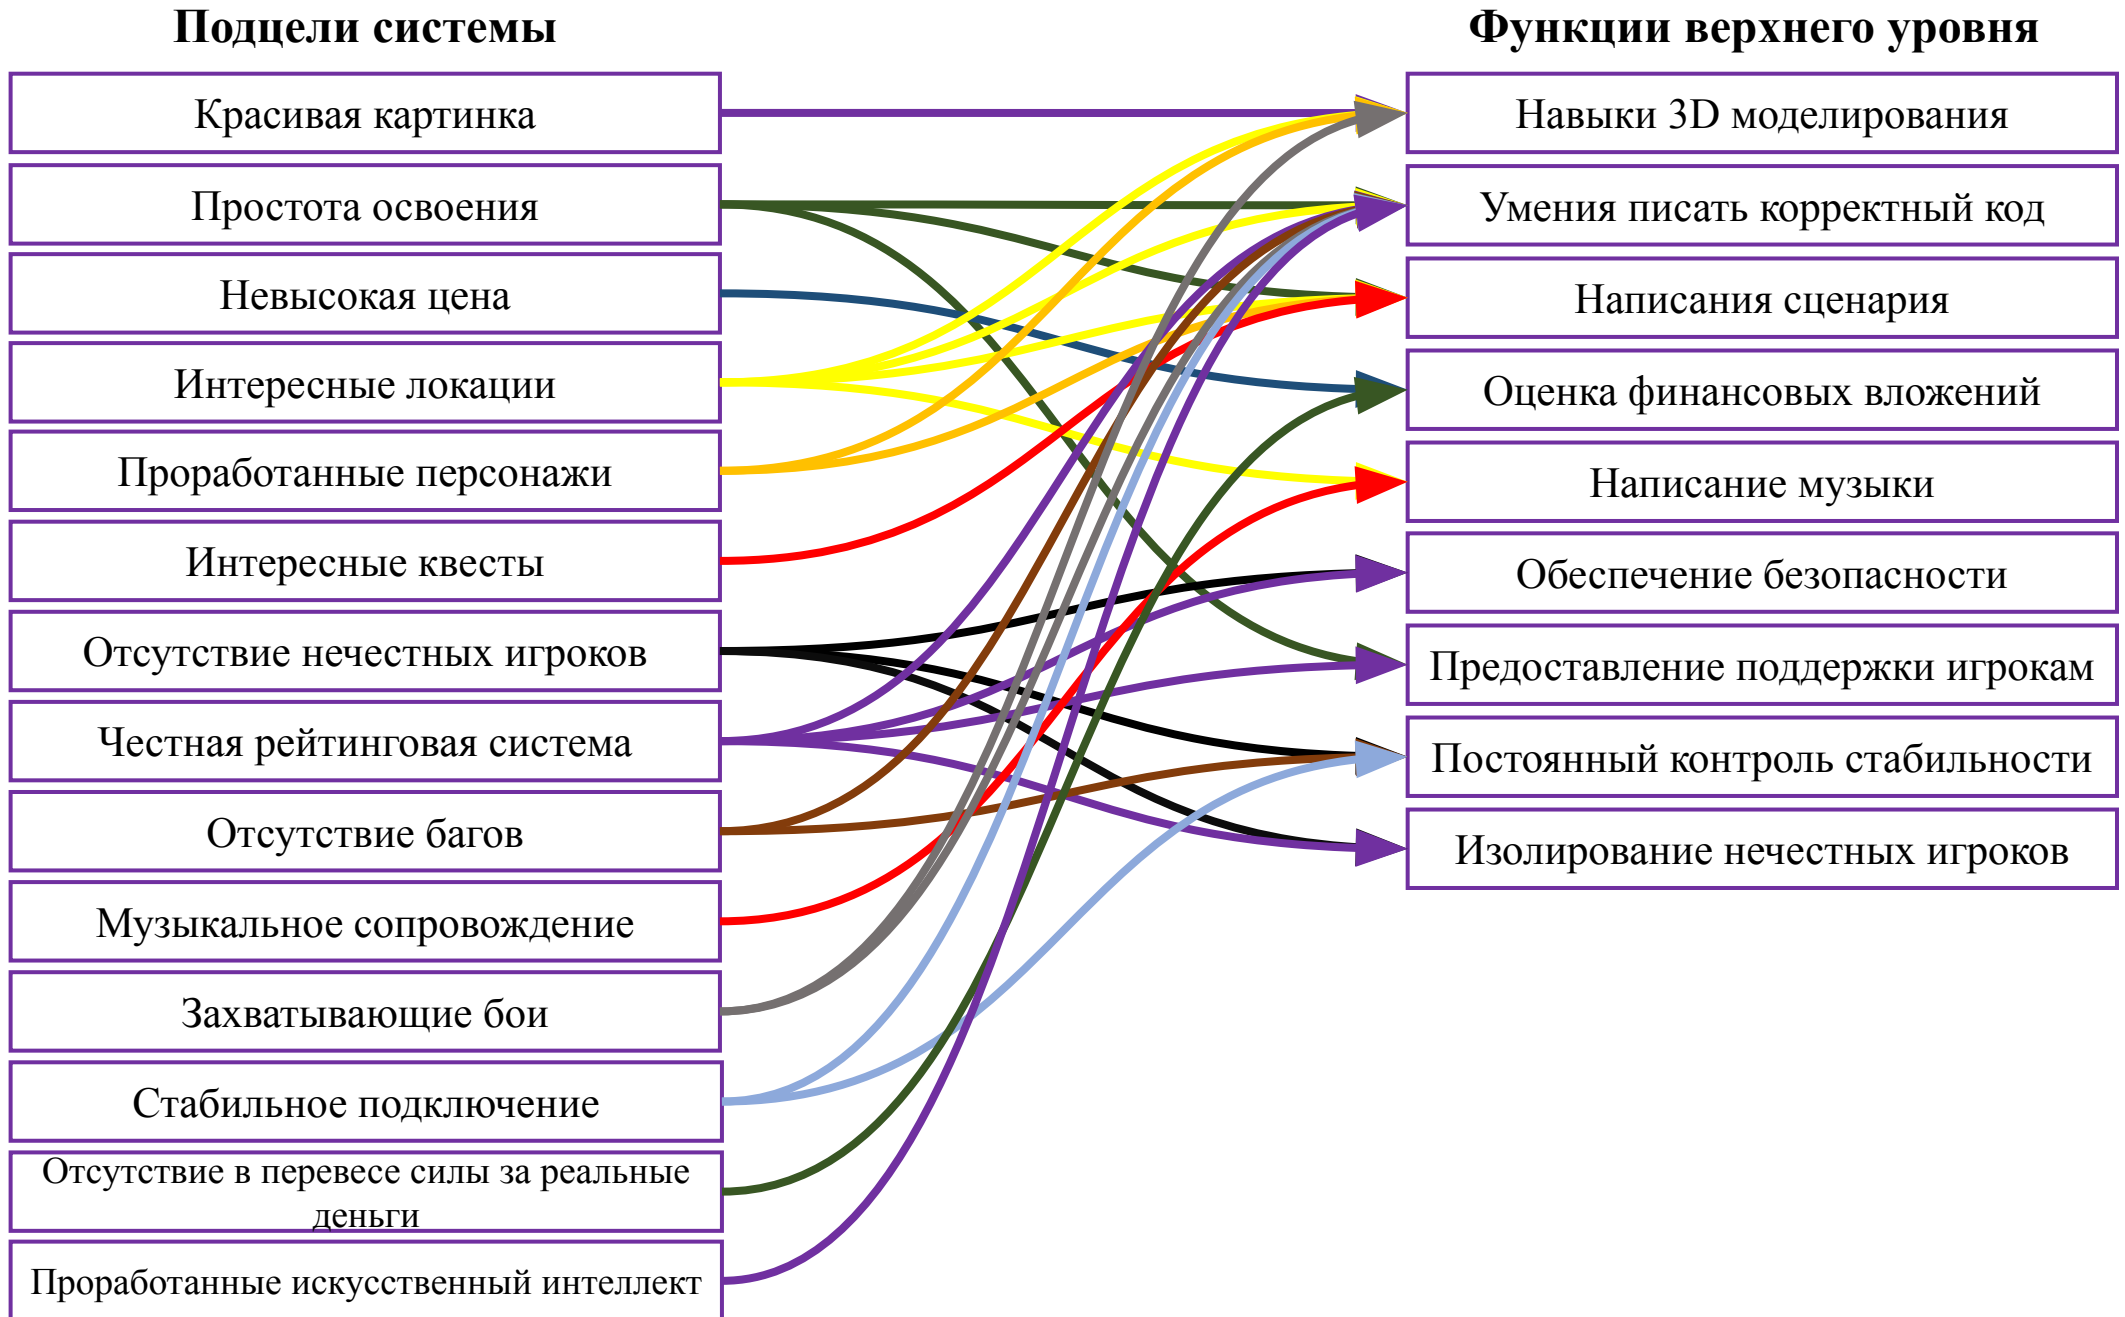 Подцели системы
Красивая картинка
Простота освоения
Невысокая цена
Интересные локации
Проработанные персонажи
Интересные квесты
Отсутствие нечестных игроков
Честная рейтинговая система
Отсутствие багов
Музыкальное сопровождение
Захватывающие бои
Стабильное подключение
Отсутствие в перевесе силы за реальные
деньги
Проработанные искусственный интеллект
Функции верхнего уровня
Навыки 3D моделирования
Умения писать корректный код
Написания сценария
Оценка финансовых вложений
Написание музыки
Обеспечение безопасности
Предоставление поддержки игрокам
Постоянный контроль стабильности
Изолирование нечестных игроков